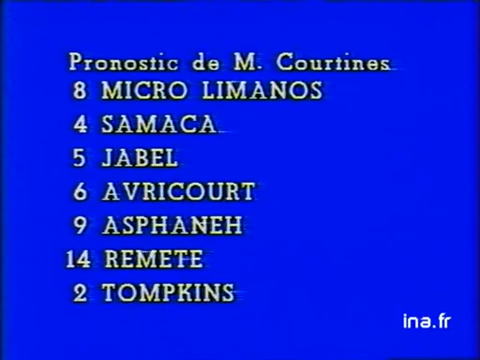 Pronostic de M. Courtines
8 MICRO LIMANOS
4 SAMACA
5 JABEL
6 AVRICOURT
9 ASPHANEH
14 REMETE
2 TOMPKINS
ina.fr